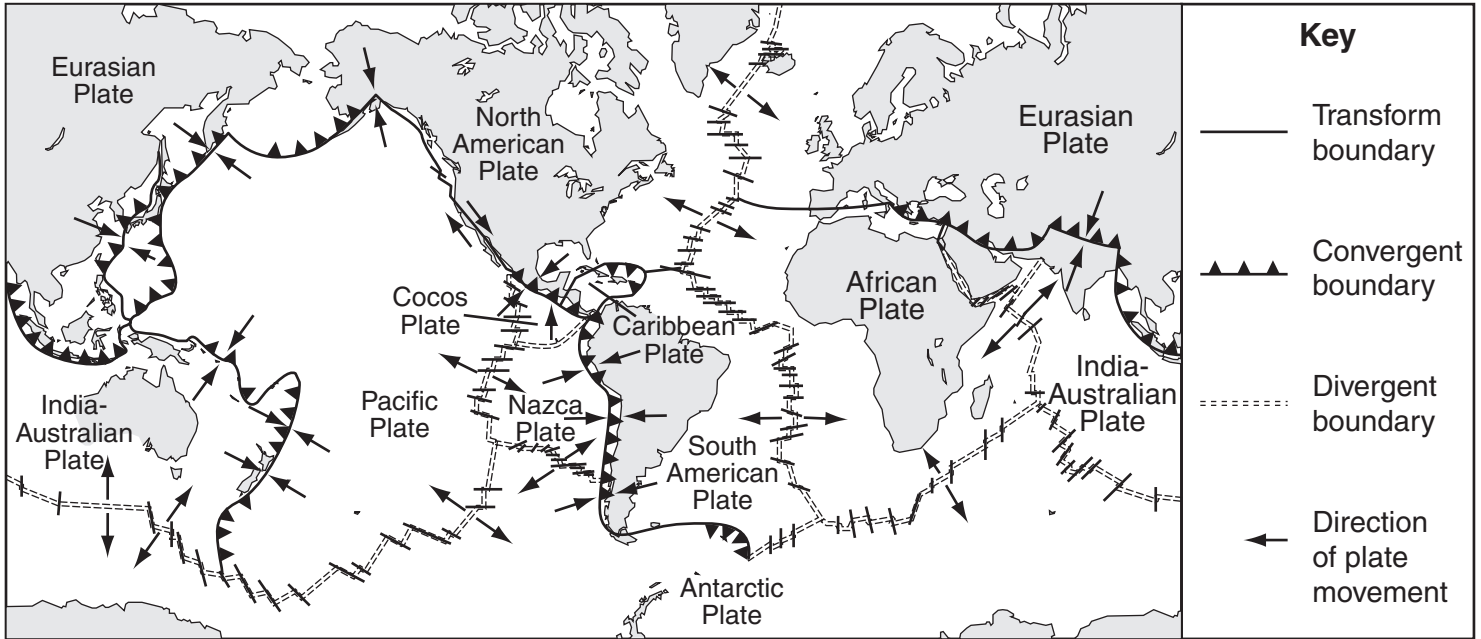 Eurasian
Plate
North
American
Plate
Eurasian
Plate
Cocos
Plate
Caribbean
Plate
African
Plate
India-
Australian
Plate
Pacific
Plate
Nazca
Plate
South
American
Plate
India-
Australian
Plate
Antarctic
Plate
Key
Transform
boundary
Convergent
boundary
Divergent
boundary
Direction
of plate
movement